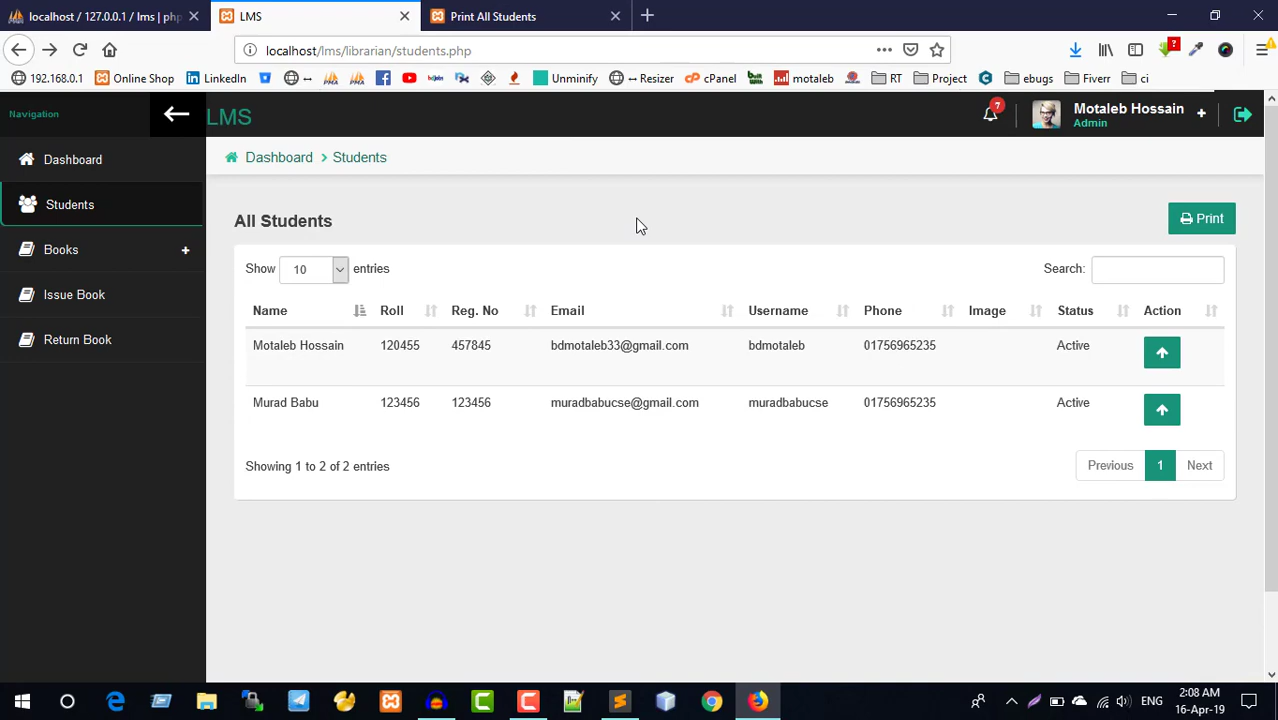 localhost / 127.0.0.1 / lms | php
LMS
Print All Students
localhost/lms/librarian/students.php
192.168.0.1
Online Shop
LinkedIn
Unminify
Resizer
cPanel
motaleb
RT
Project
ebugs
Fiverr
ci
Navigation
LMS
7
Motaleb Hossain
Admin
Dashboard
Students
Books
Issue Book
Return Book
Dashboard > Students
All Students
Print
Show 10 entries
Search:
Name Roll Reg. No Email Username Phone Image Status Action
Motaleb Hossain 120455 457845 bdmotaleb33@gmail.com bdmotaleb 01756965235 Active
Murad Babu 123456 123456 muradbabucse@gmail.com muradbabucse 01756965235 Active
Showing 1 to 2 of 2 entries
Previous 1 Next
ENG
2:08 AM
16-Apr-19